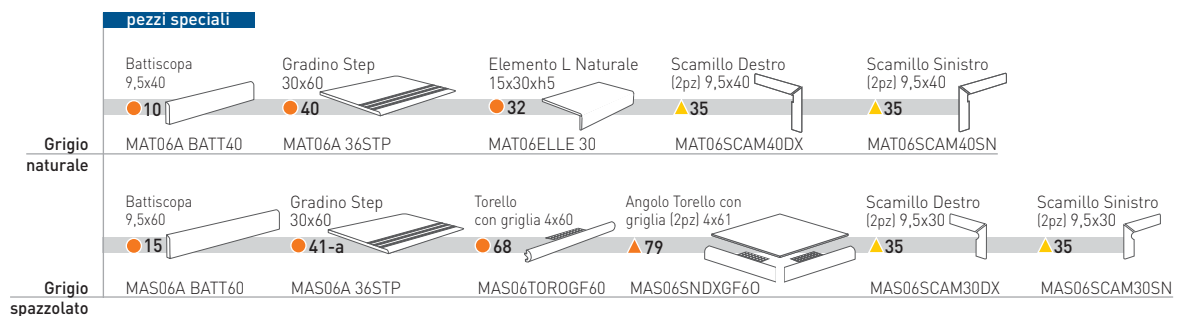 pezzi speciali
Battiscopa
9,5x40
10
MAT06A BATT40
Gradino Step
30x60
40
MAT06A 36STP
Elemento L Naturale
15x30xh5
32
MAT06ELLE 30
Scamillo Destro
(2pz) 9,5x40
35
MAT06SCAM40DX
Scamillo Sinistro
(2pz) 9,5x40
35
MAT06SCAM40SN
Grigio
naturale
Battiscopa
9,5x60
15
MAS06A BATT60
Gradino Step
30x60
41-a
MAS06A 36STP
Torello
con griglia 4x60
68
MAS06TOROGF60
Angolo Torello con
griglia (2pz) 4x61
79
MAS06SNDXGF60
Scamillo Destro
(2pz) 9,5x30
35
MAS06SCAM30DX
Scamillo Sinistro
(2pz) 9,5x30
35
MAS06SCAM30SN
Grigio
spazzolato